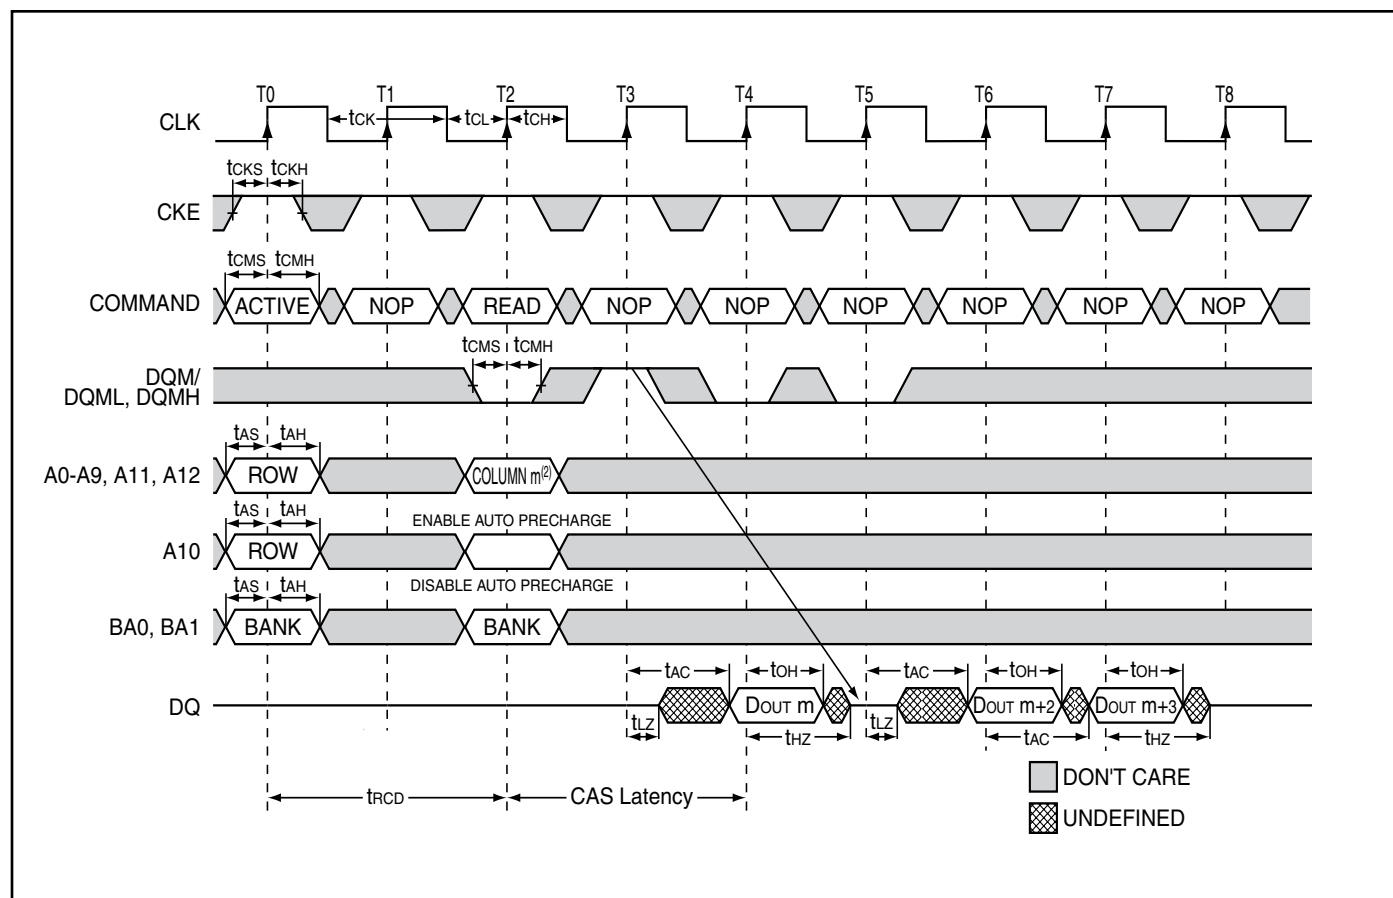 T0 T1 T2 T3 T4 T5 T6 T7 T8
CLK
tCK tCL tCH
tCKS tCKH
CKE
tCMS tCMH
COMMAND ACTIVE NOP READ NOP NOP NOP NOP NOP NOP
tCMS tCMH
DQM/
DQML, DQMH
tAS tAH
A0-A9, A11, A12 ROW COLUMN m(2)
tAS tAH ENABLE AUTO PRECHARGE
A10 ROW
tAS tAH DISABLE AUTO PRECHARGE
BA0, BA1 BANK BANK
tAC tOH tAC tOH tOH
DQ DOUT m DOUT m+2 DOUT m+3
tLZ tHZ tLZ tAC tHZ
tRCD CAS Latency
DON'T CARE
UNDEFINED